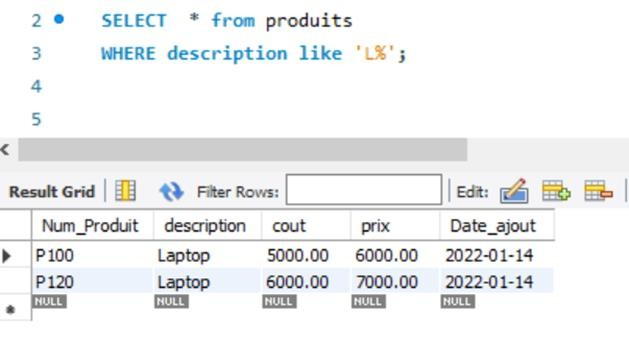 2 SELECT * from produits
3 WHERE description like 'L%';
4
5
Result Grid Filter Rows: Edit:
Num_Produit description cout prix Date_ajout
P100 Laptop 5000.00 6000.00 2022-01-14
P120 Laptop 6000.00 7000.00 2022-01-14
NULL NULL NULL NULL NULL